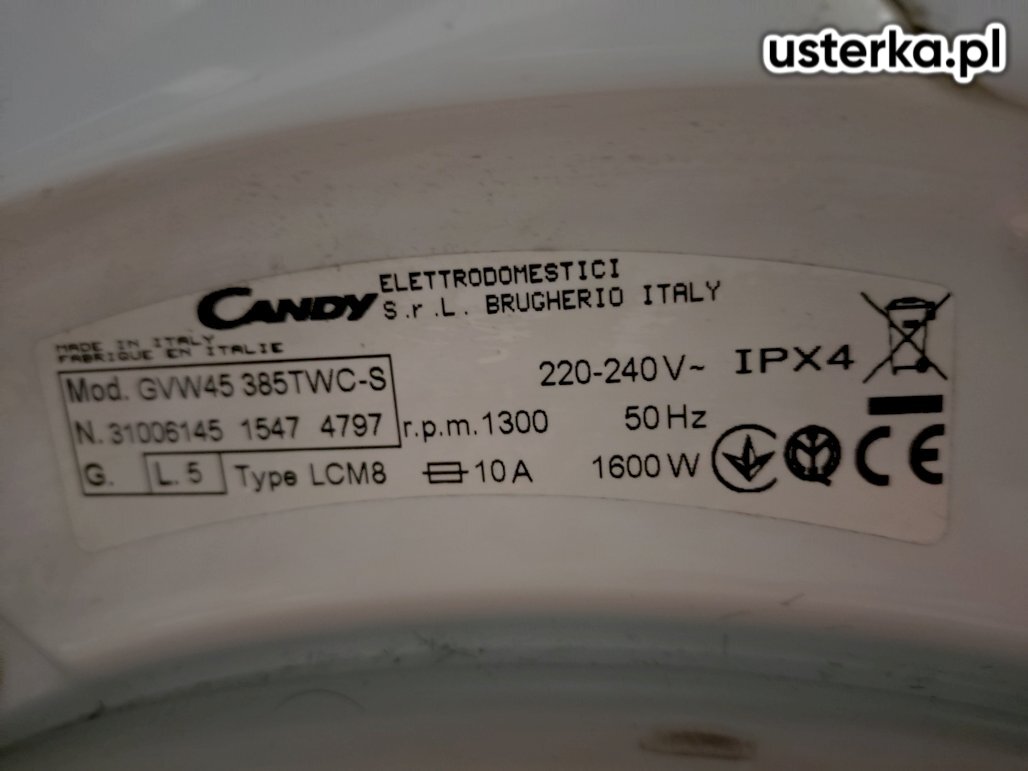 usterka.pl
CANDY ELETTRODOMESTICI
S.r.L. BRUGHERIO ITALY
MADE IN ITALY
FABRIQUE EN ITALIE
Mod. GVW45 385TWC-S
220-240V~ IPX4
N. 31006145 1547 4797 r.p.m. 1300 50Hz
G. L. 5 Type LCM8 10A 1600W CE